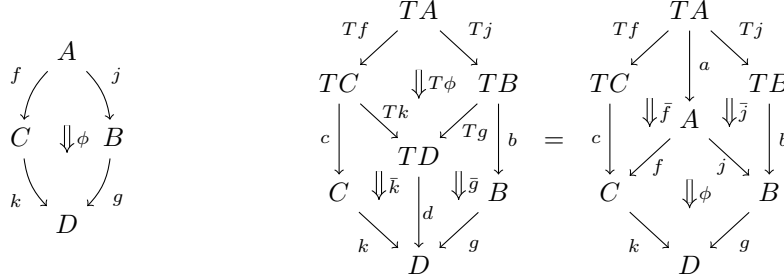 TA TA
Tf Tj Tf Tj
A
f j a
TC ⇓Tϕ TB TC TB
Tk Tg ⇓f̄ A ⇓j̄
C ⇓ϕ B c b = c b
TD f j
C ⇓k̄ ⇓ḡ B C ⇓ϕ B
k g d
k g k g
D
D D